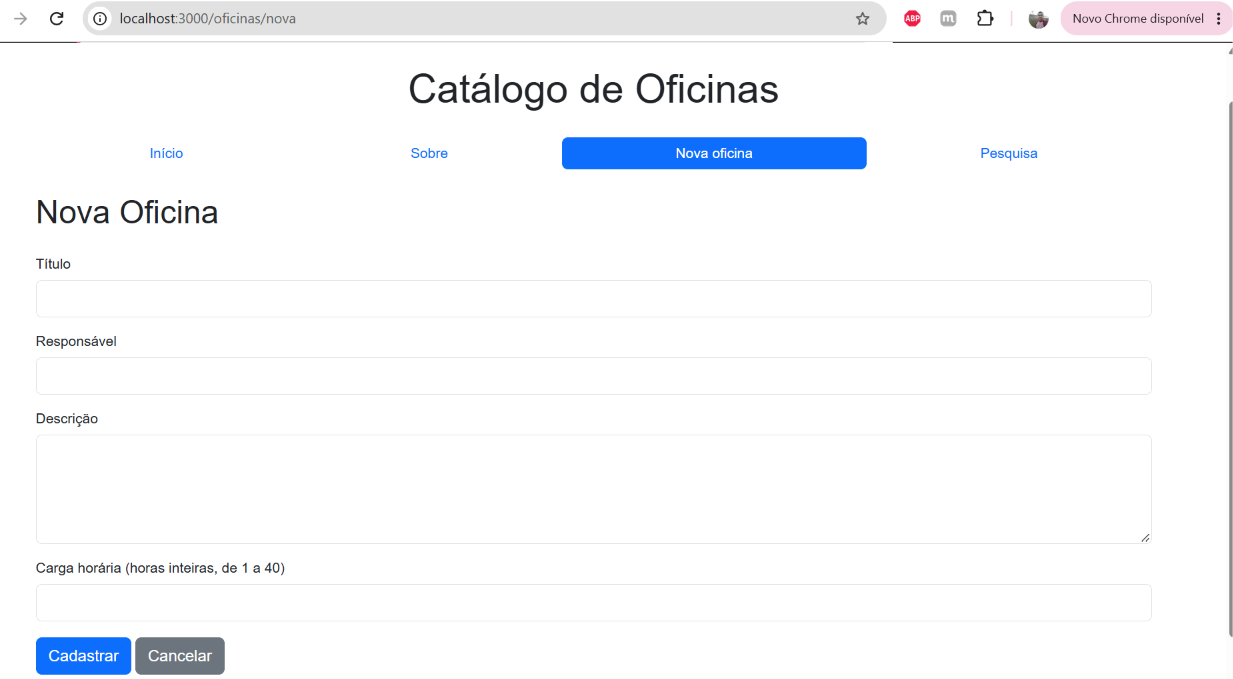 localhost:3000/oficinas/nova
ABP
m
Novo Chrome disponível
Catálogo de Oficinas
Início Sobre Nova oficina Pesquisa
Nova Oficina
Título
Responsável
Descrição
Carga horária (horas inteiras, de 1 a 40)
Cadastrar Cancelar